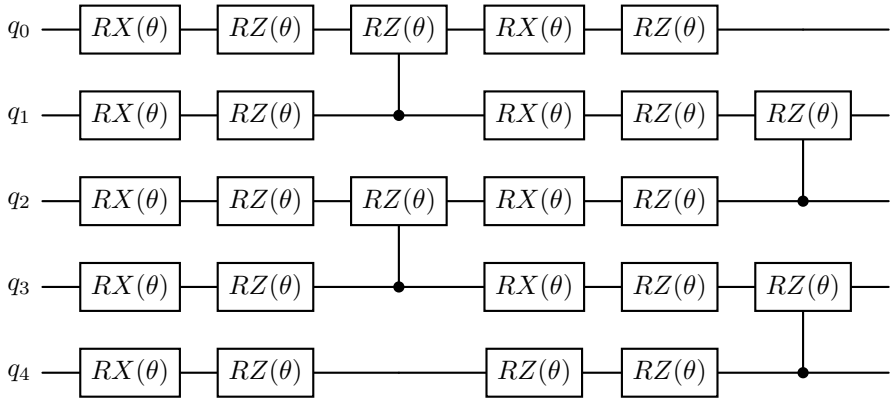 q₀ RX(θ) RZ(θ) RZ(θ) RX(θ) RZ(θ)
q₁ RX(θ) RZ(θ) RX(θ) RZ(θ) RZ(θ)
q₂ RX(θ) RZ(θ) RZ(θ) RX(θ) RZ(θ)
q₃ RX(θ) RZ(θ) RX(θ) RZ(θ) RZ(θ)
q₄ RX(θ) RZ(θ) RZ(θ) RZ(θ)